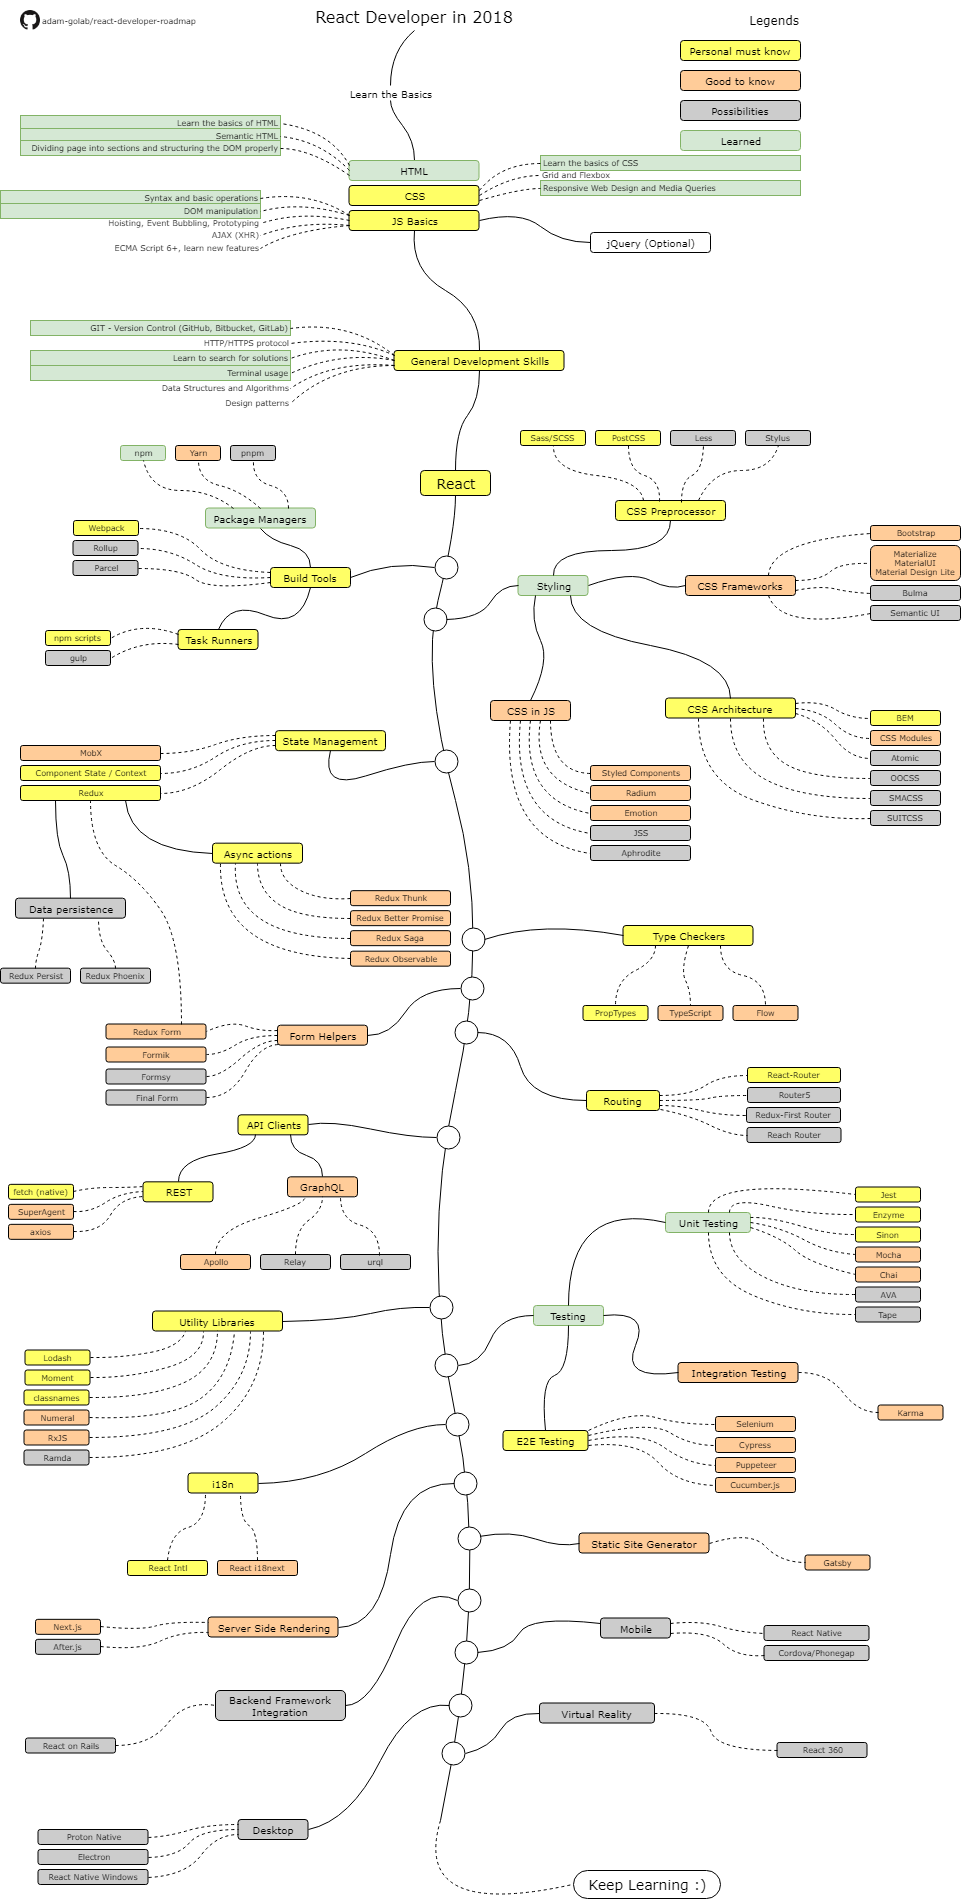 adam-golab/react-developer-roadmap
React Developer in 2018
Legends
Personal must know
Good to know
Possibilities
Learned
Learn the Basics
Learn the basics of HTML
Semantic HTML
Dividing page into sections and structuring the DOM properly
HTML
CSS
JS Basics
Learn the basics of CSS
Grid and Flexbox
Responsive Web Design and Media Queries
Syntax and basic operations
DOM manipulation
Hoisting, Event Bubbling, Prototyping
AJAX (XHR)
ECMA Script 6+, learn new features
jQuery (Optional)
GIT - Version Control (GitHub, Bitbucket, GitLab)
HTTP/HTTPS protocol
Learn to search for solutions
Terminal usage
Data Structures and Algorithms
Design patterns
General Development Skills
React
npm
Yarn
pnpm
Package Managers
Webpack
Rollup
Parcel
Build Tools
npm scripts
gulp
Task Runners
Sass/SCSS
PostCSS
Less
Stylus
CSS Preprocessor
Styling
CSS Frameworks
Bootstrap
Materialize
MaterialUI
Material Design Lite
Bulma
Semantic UI
CSS in JS
Styled Components
Radium
Emotion
JSS
Aphrodite
CSS Architecture
BEM
CSS Modules
Atomic
OOCSS
SMACSS
SUITCSS
State Management
MobX
Component State / Context
Redux
Async actions
Redux Thunk
Redux Better Promise
Redux Saga
Redux Observable
Data persistence
Redux Persist
Redux Phoenix
Type Checkers
PropTypes
TypeScript
Flow
Form Helpers
Redux Form
Formik
Formsy
Final Form
Routing
React-Router
Router5
Redux-First Router
Reach Router
API Clients
REST
fetch (native)
SuperAgent
axios
GraphQL
Apollo
Relay
urql
Unit Testing
Jest
Enzyme
Sinon
Mocha
Chai
AVA
Tape
Testing
Integration Testing
Karma
E2E Testing
Selenium
Cypress
Puppeteer
Cucumber.js
Utility Libraries
Lodash
Moment
classnames
Numeral
RxJS
Ramda
i18n
React Intl
React i18next
Static Site Generator
Gatsby
Server Side Rendering
Next.js
After.js
Mobile
React Native
Cordova/Phonegap
Backend Framework
Integration
React on Rails
Virtual Reality
React 360
Desktop
Proton Native
Electron
React Native Windows
Keep Learning :)